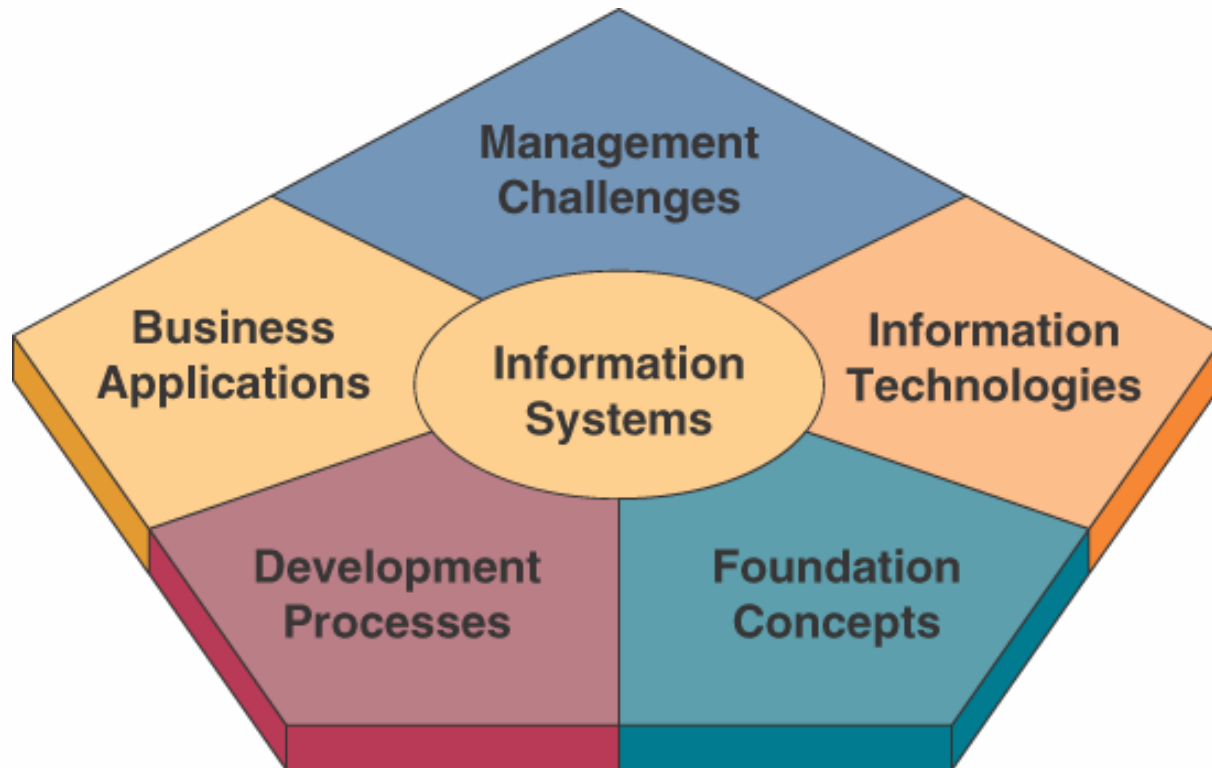 Management
Challenges
Business
Applications
Information
Systems
Information
Technologies
Development
Processes
Foundation
Concepts